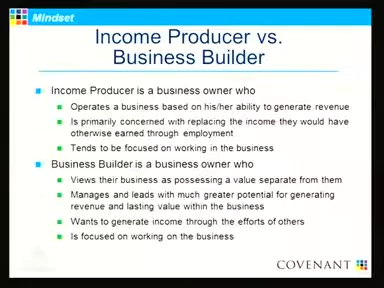 Mindset
Income Producer vs.
Business Builder
Income Producer is a business owner who
Operates a business based on his/her ability to generate revenue
Is primarily concerned with replacing the income they would have
otherwise earned through employment
Tends to be focused on working in the business
Business Builder is a business owner who
Views their business as possessing a value separate from them
Manages and leads with much greater potential for generating
revenue and lasting value within the business
Wants to generate income through the efforts of others
Is focused on working on the business
COVENANT